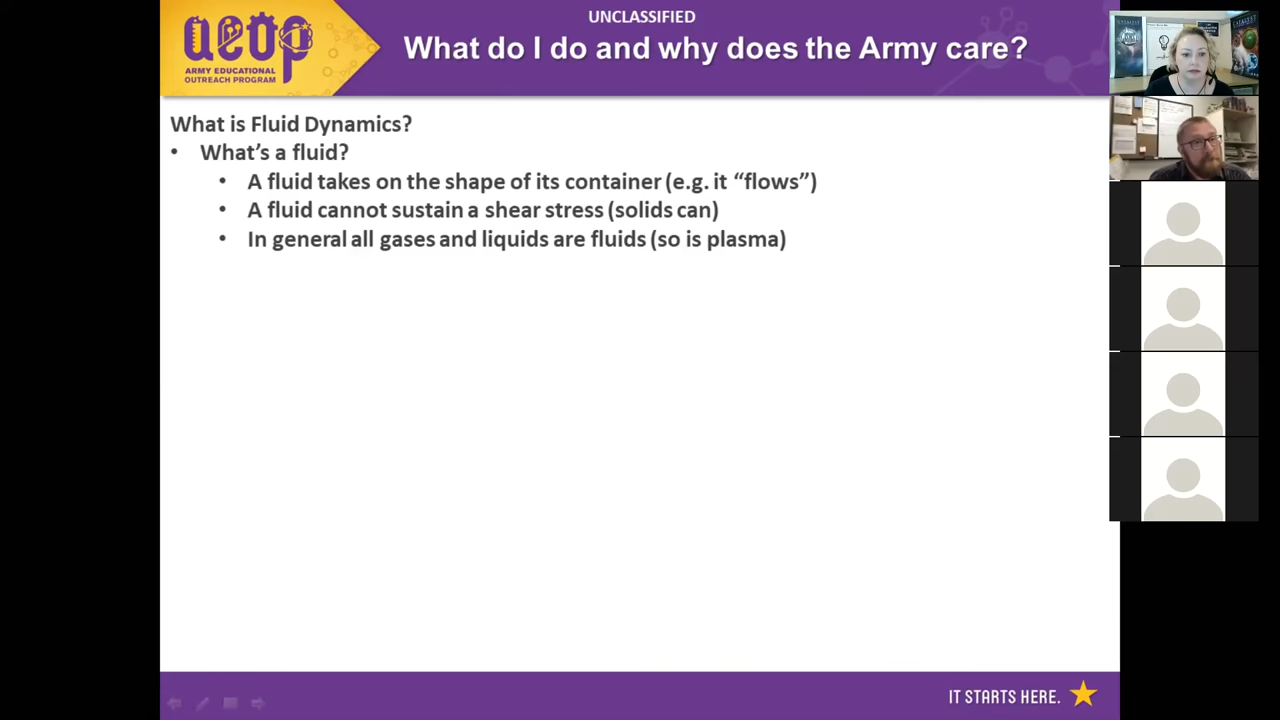 UNCLASSIFIED
What do I do and why does the Army care?
aeop
ARMY EDUCATIONAL
OUTREACH PROGRAM
What is Fluid Dynamics?
• What’s a fluid?
• A fluid takes on the shape of its container (e.g. it “flows”)
• A fluid cannot sustain a shear stress (solids can)
• In general all gases and liquids are fluids (so is plasma)
IT STARTS HERE.